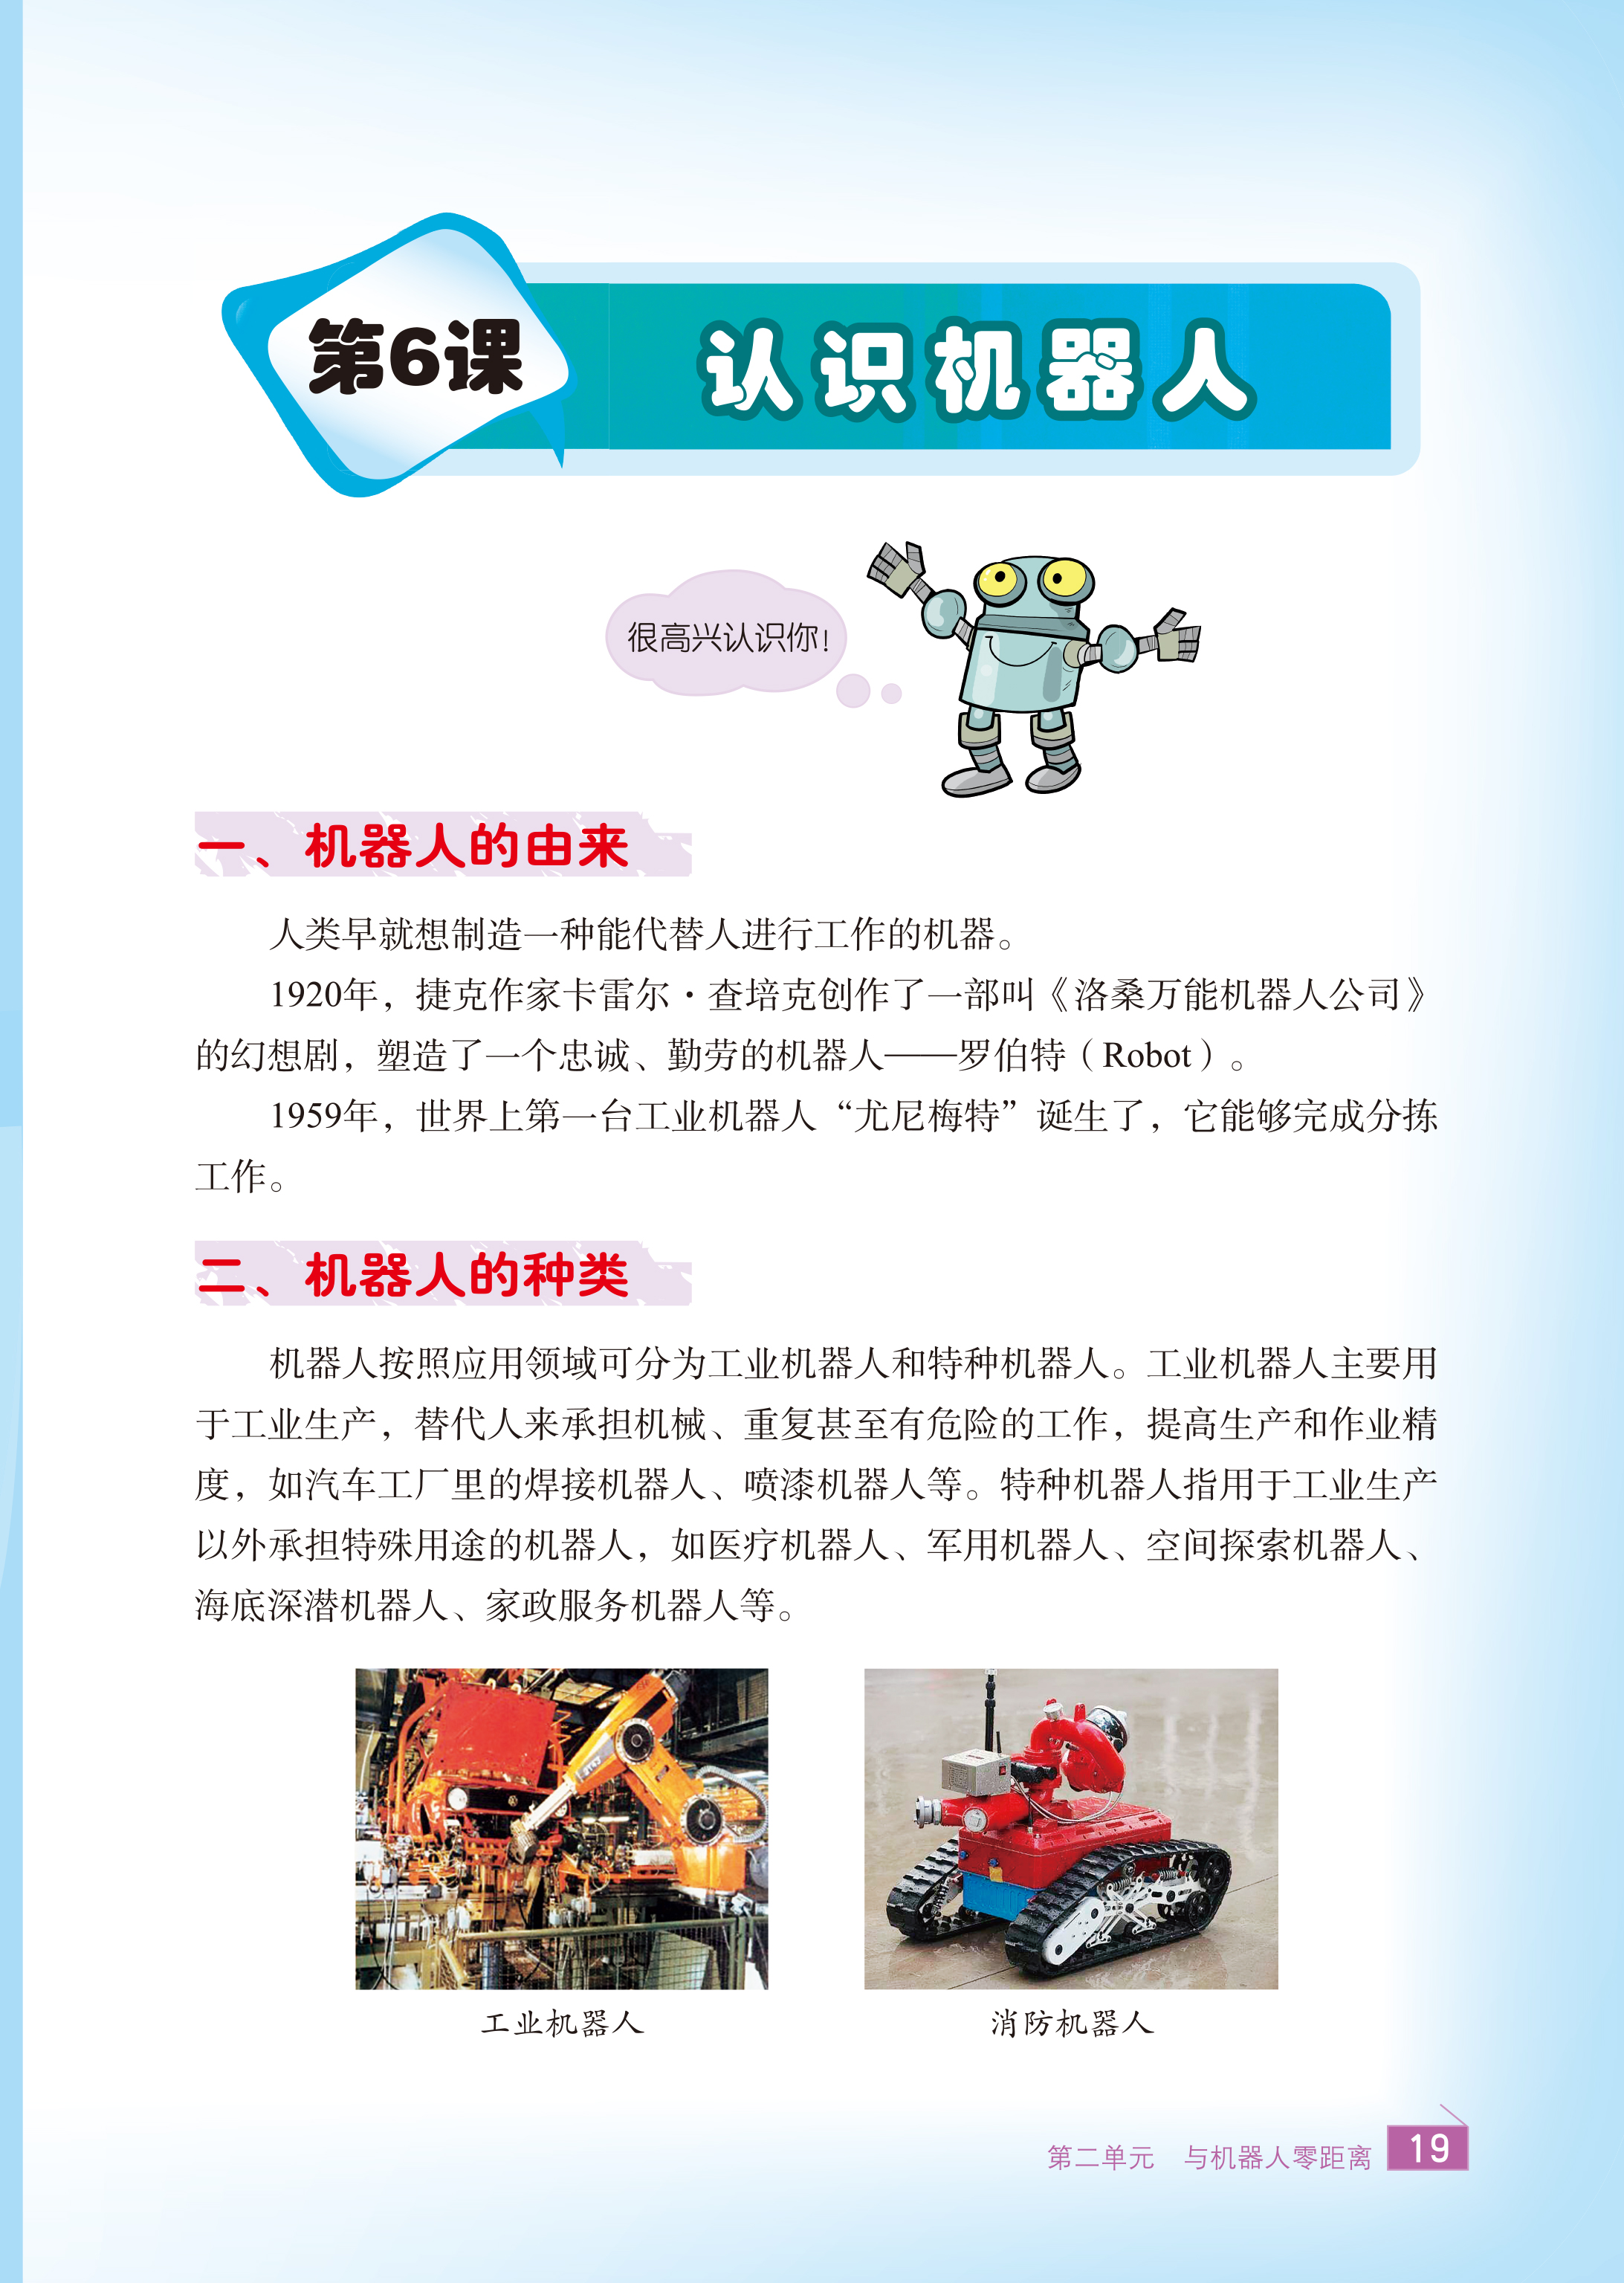 第6课
认识机器人
很高兴认识你！
一、机器人的由来
人类早就想制造一种能代替人进行工作的机器。
1920年，捷克作家卡雷尔·查培克创作了一部叫《洛桑万能机器人公司》
的幻想剧，塑造了一个忠诚、勤劳的机器人——罗伯特（Robot）。
1959年，世界上第一台工业机器人“尤尼梅特”诞生了，它能够完成分拣
工作。
二、机器人的种类
机器人按照应用领域可分为工业机器人和特种机器人。工业机器人主要用
于工业生产，替代人来承担机械、重复甚至有危险的工作，提高生产和作业精
度，如汽车工厂里的焊接机器人、喷漆机器人等。特种机器人指用于工业生产
以外承担特殊用途的机器人，如医疗机器人、军用机器人、空间探索机器人、
海底深潜机器人、家政服务机器人等。
工业机器人
消防机器人
第二单元 与机器人零距离 19